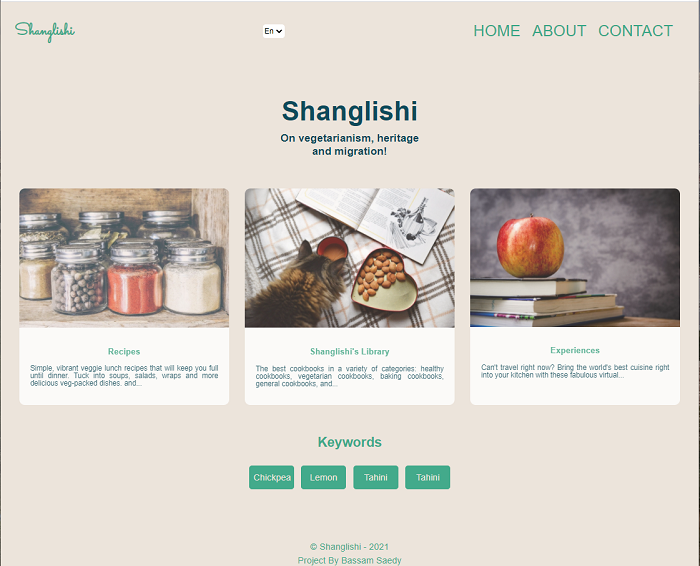 Shanglishi
En
HOME ABOUT CONTACT
Shanglishi
On vegetarianism, heritage
and migration!
Recipes
Simple, vibrant veggie lunch recipes that will keep you full
until dinner. Tuck into soups, salads, wraps and more
delicious veg-packed dishes. and...
Shanglishi's Library
The best cookbooks in a variety of categories: healthy
cookbooks, vegetarian cookbooks, baking cookbooks,
general cookbooks, and...
Experiences
Can't travel right now? Bring the world's best cuisine right
into your kitchen with these fabulous virtual...
Keywords
Chickpea Lemon Tahini Tahini
© Shanglishi - 2021
Project By Bassam Saedy